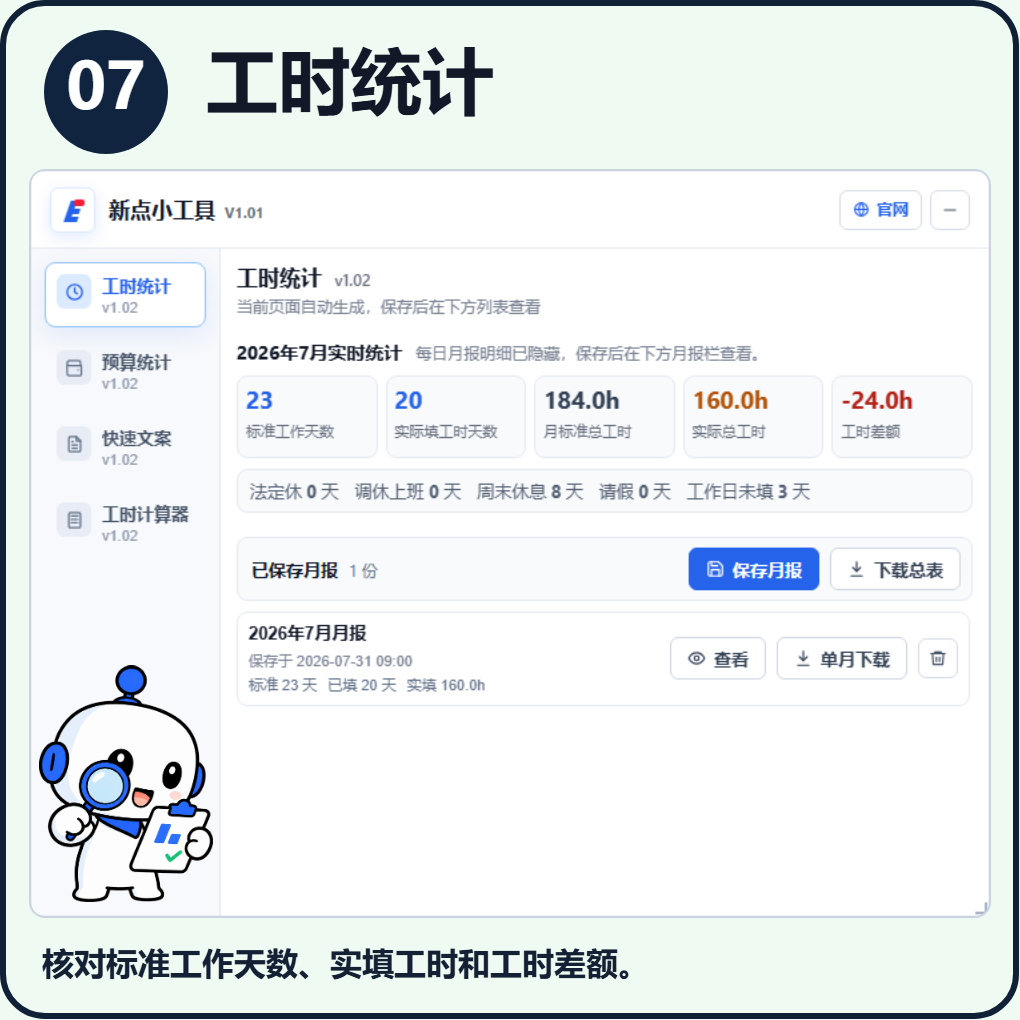 07 工时统计
新点小工具 V1.01
官网
工时统计
v1.02
预算统计
v1.02
快速文案
v1.02
工时计算器
v1.02
工时统计 v1.02
当前页面自动生成，保存后在下方列表查看
2026年7月实时统计 每日月报明细已隐藏，保存后在下方月报栏查看。
23
标准工作天数
20
实际填工时天数
184.0h
月标准总工时
160.0h
实际总工时
-24.0h
工时差额
法定休 0 天 调休上班 0 天 周末休息 8 天 请假 0 天 工作日未填 3 天
已保存月报 1 份
保存月报
下载总表
2026年7月月报
保存于 2026-07-31 09:00
标准 23 天 已填 20 天 实填 160.0h
查看
单月下载
核对标准工作天数、实填工时和工时差额。